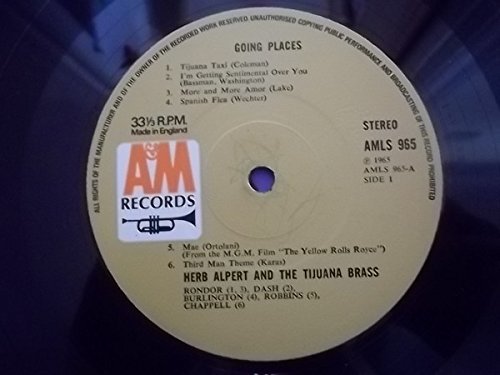 ALL RIGHTS OF THE MANUFACTURER AND OF THE OWNER OF THE RECORDED WORK RESERVED. UNAUTHORISED COPYING, PUBLIC PERFORMANCE AND BROADCASTING OF THIS RECORD PROHIBITED
GOING PLACES
1. Tijuana Taxi (Coleman)
2. I'm Getting Sentimental Over You
(Bassman, Washington)
3. More and More Amor (Lake)
4. Spanish Flea (Wechter)
33⅓ R.P.M.
Made in England
STEREO
AMLS 965
℗ 1965
AMLS 965-A
SIDE 1
A&M
RECORDS
5. Mae (Ortolani)
(From the M.G.M. Film "The Yellow Rolls Royce")
6. Third Man Theme (Karas)
HERB ALPERT AND THE TIJUANA BRASS
RONDOR (1, 3), DASH (2),
BURLINGTON (4), ROBBINS (5),
CHAPPELL (6)